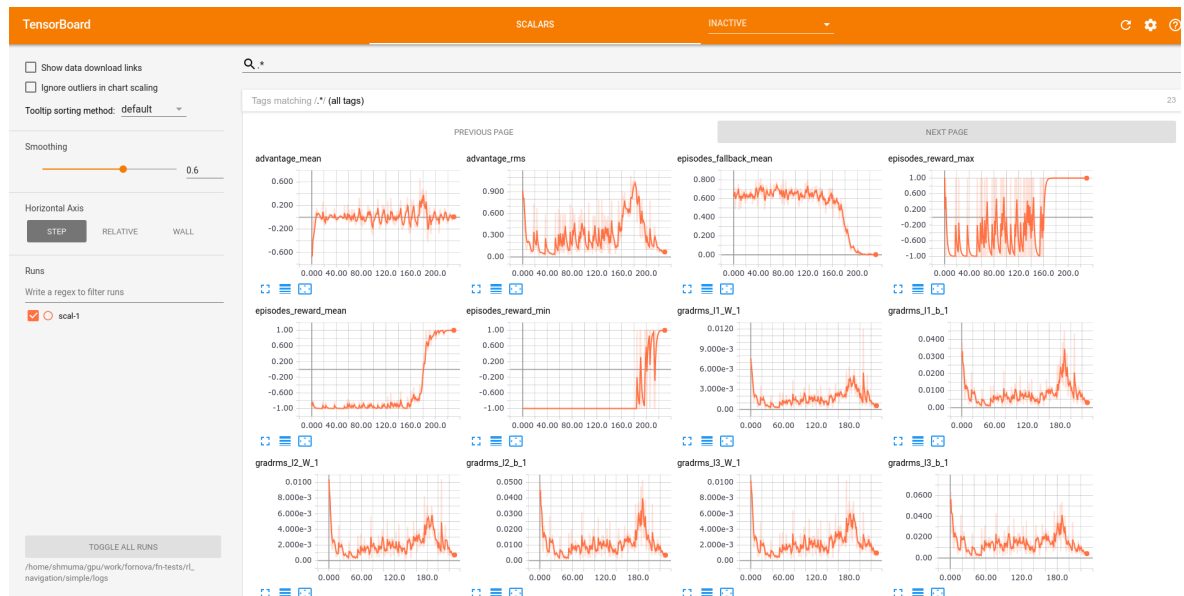 TensorBoard
SCALARS
INACTIVE
Show data download links
Ignore outliers in chart scaling
Tooltip sorting method: default
Smoothing
0.6
Horizontal Axis
STEP RELATIVE WALL
Runs
Write a regex to filter runs
scal-1
TOGGLE ALL RUNS
/home/shmuma/gpu/work/fornova/fn-tests/rl_
navigation/simple/logs
.*
Tags matching /.*/ (all tags) 23
PREVIOUS PAGE NEXT PAGE
advantage_mean
0.600
0.200
-0.200
-0.600
0.000 40.00 80.00 120.0 160.0 200.0
advantage_rms
0.900
0.600
0.300
0.00
0.000 40.00 80.00 120.0 160.0 200.0
episodes_fallback_mean
0.800
0.600
0.400
0.200
0.00
0.000 40.00 80.00 120.0 160.0 200.0
episodes_reward_max
1.00
0.600
0.200
-0.200
-0.600
-1.00
0.000 40.00 80.00 120.0 160.0 200.0
episodes_reward_mean
1.00
0.600
0.200
-0.200
-0.600
-1.00
0.000 40.00 80.00 120.0 160.0 200.0
episodes_reward_min
1.00
0.600
0.200
-0.200
-0.600
-1.00
0.000 40.00 80.00 120.0 160.0 200.0
gradrms_l1_W_1
0.0120
9.000e-3
6.000e-3
3.000e-3
0.00
0.000 60.00 120.0 180.0
gradrms_l1_b_1
0.0400
0.0300
0.0200
0.0100
0.00
0.000 60.00 120.0 180.0
gradrms_l2_W_1
0.0100
8.000e-3
6.000e-3
4.000e-3
2.000e-3
0.00
0.000 60.00 120.0 180.0
gradrms_l2_b_1
0.0500
0.0400
0.0300
0.0200
0.0100
0.00
0.000 60.00 120.0 180.0
gradrms_l3_W_1
0.0100
8.000e-3
6.000e-3
4.000e-3
2.000e-3
0.00
0.000 60.00 120.0 180.0
gradrms_l3_b_1
0.0600
0.0400
0.0200
0.00
0.000 60.00 120.0 180.0